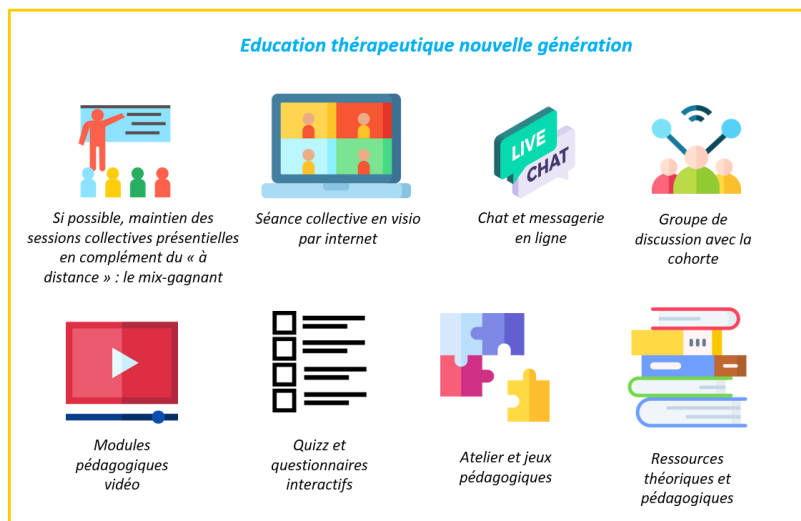 Education thérapeutique nouvelle génération
LIVE
CHAT
Si possible, maintien des
sessions collectives présentielles
en complément du « à
distance » : le mix-gagnant
Séance collective en visio
par internet
Chat et messagerie
en ligne
Groupe de
discussion avec la
cohorte
Modules
pédagogiques
vidéo
Quizz et
questionnaires
interactifs
Atelier et jeux
pédagogiques
Ressources
théoriques et
pédagogiques